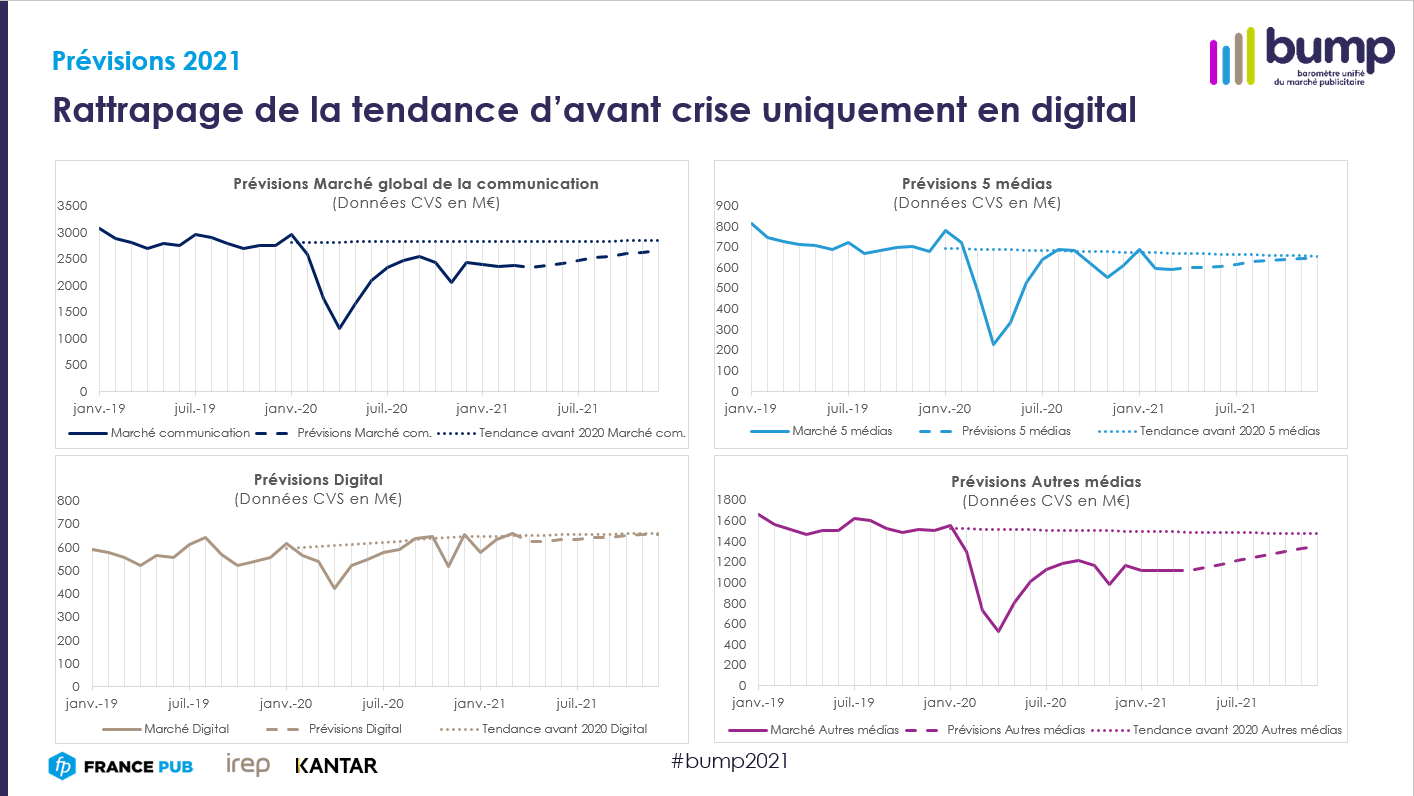 Prévisions 2021
bump
baromètre unifié
du marché publicitaire
Rattrapage de la tendance d’avant crise uniquement en digital
Prévisions Marché global de la communication
(Données CVS en M€)
3500
3000
2500
2000
1500
1000
500
0
janv.-19 juil.-19 janv.-20 juil.-20 janv.-21 juil.-21
Marché communication Prévisions Marché com. Tendance avant 2020 Marché com.
Prévisions 5 médias
(Données CVS en M€)
900
800
700
600
500
400
300
200
100
0
janv.-19 juil.-19 janv.-20 juil.-20 janv.-21 juil.-21
Marché 5 médias Prévisions 5 médias Tendance avant 2020 5 médias
Prévisions Digital
(Données CVS en M€)
800
700
600
500
400
300
200
100
0
janv.-19 juil.-19 janv.-20 juil.-20 janv.-21 juil.-21
Marché Digital Prévisions Digital Tendance avant 2020 Digital
Prévisions Autres médias
(Données CVS en M€)
1800
1600
1400
1200
1000
800
600
400
200
0
janv.-19 juil.-19 janv.-20 juil.-20 janv.-21 juil.-21
Marché Autres médias Prévisions Autres médias Tendance avant 2020 Autres médias
fp FRANCE PUB irep KANTAR
#bump2021